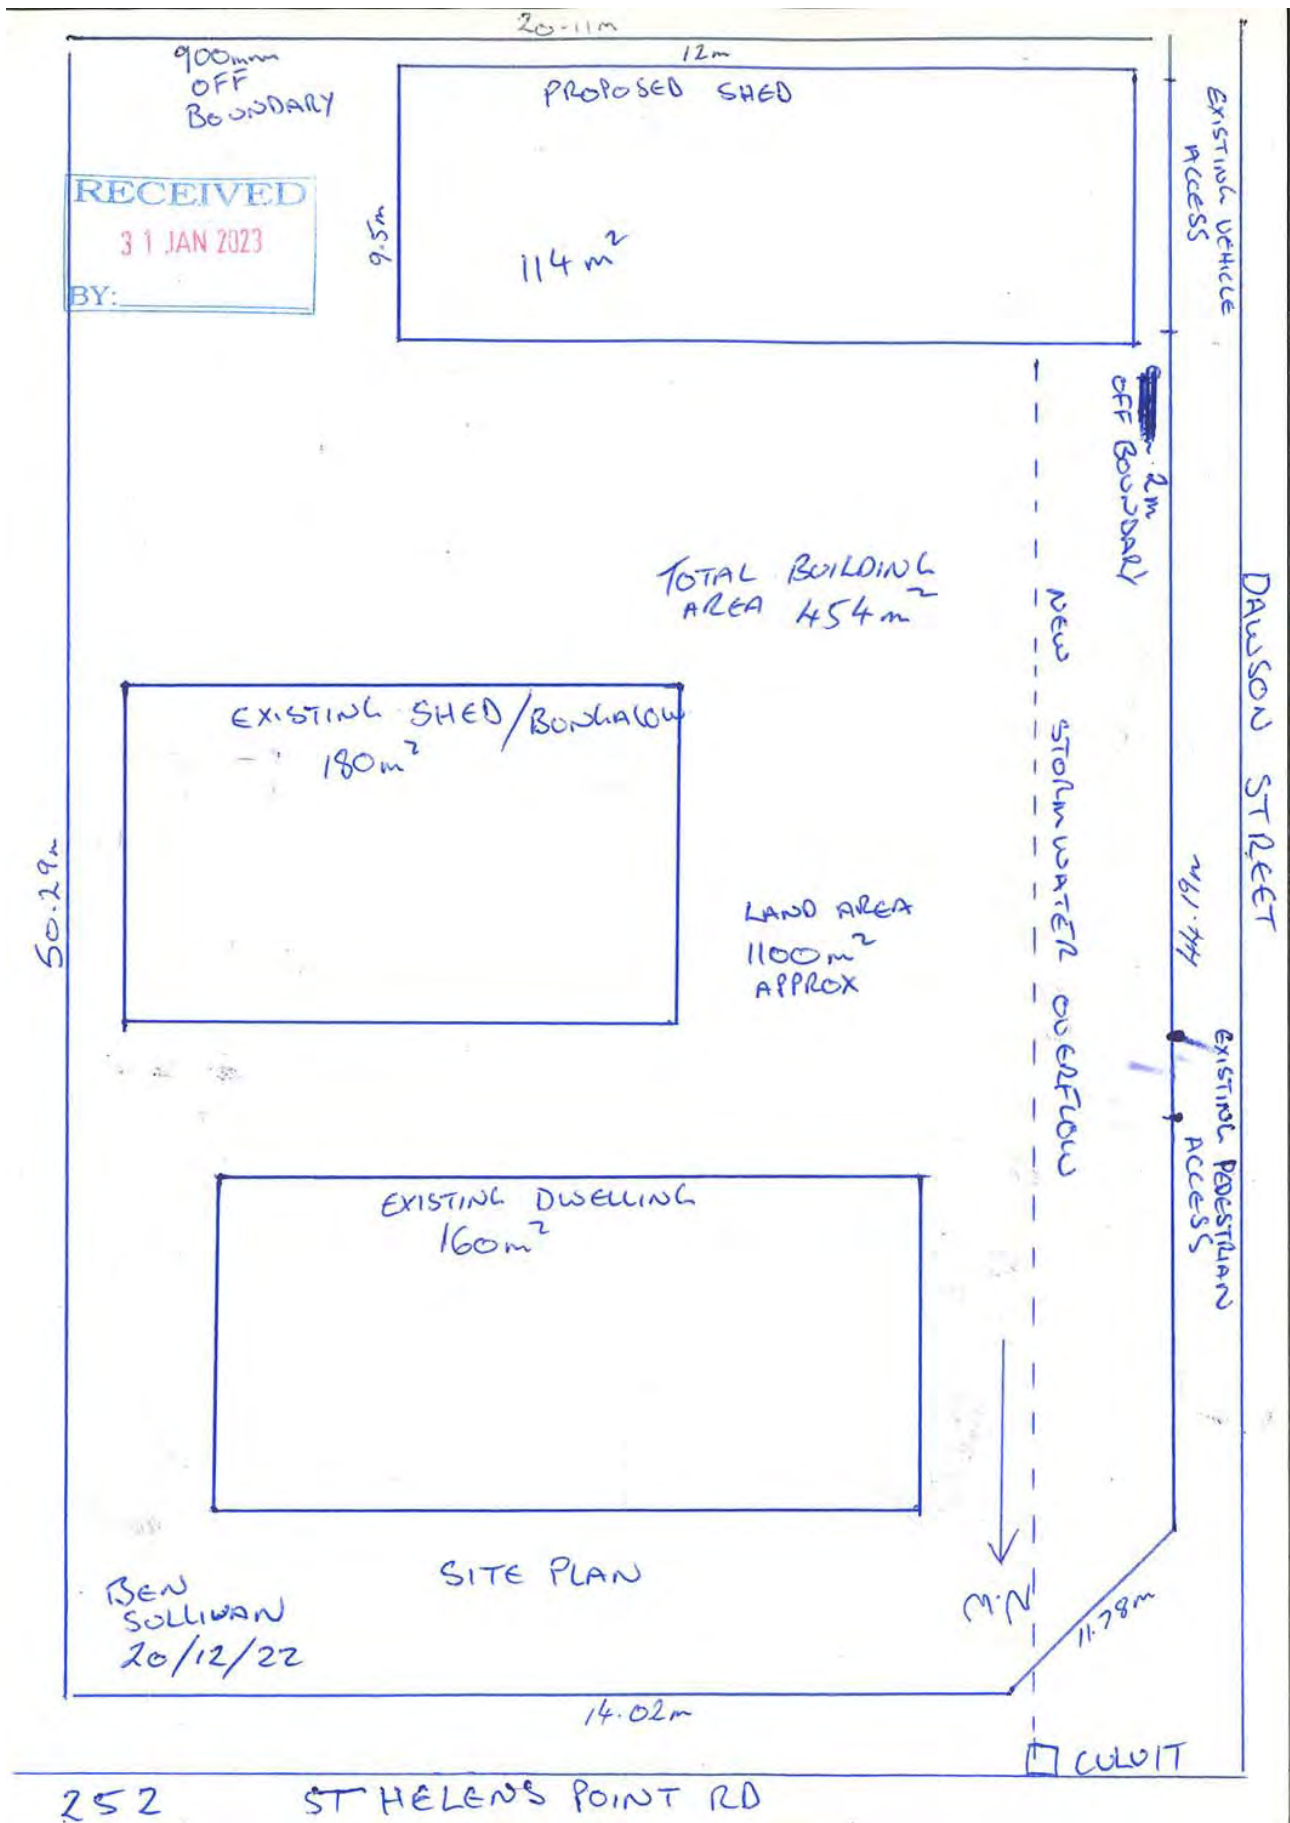 20.11m
900mm
OFF
BOUNDARY
12m
PROPOSED SHED
EXISTING VEHICLE
ACCESS
RECEIVED
31 JAN 2023
BY:
9.5m
114m²
2m
OFF BOUNDARY
TOTAL BUILDING
AREA 454m²
DAWSON STREET
NEW STORMWATER OVERFLOW
EXISTING SHED/BONGALOW
180m²
50.29m
44.19m
LAND AREA
1100m²
APPROX
EXISTING PEDESTRIAN
ACCESS
EXISTING DWELLING
160m²
SITE PLAN
BEN
SULLIVAN
20/12/22
11.78m
14.02m
CULVIT
252 ST HELENS POINT RD